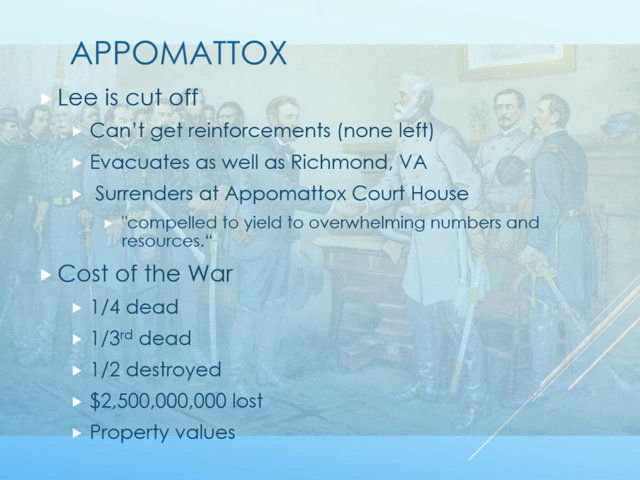 APPOMATTOX
Lee is cut off
Can't get reinforcements (none left)
Evacuates as well as Richmond, VA
Surrenders at Appomattox Court House
"compelled to yield to overwhelming numbers and
resources.“
Cost of the War
1/4 dead
1/3rd dead
1/2 destroyed
$2,500,000,000 lost
Property values